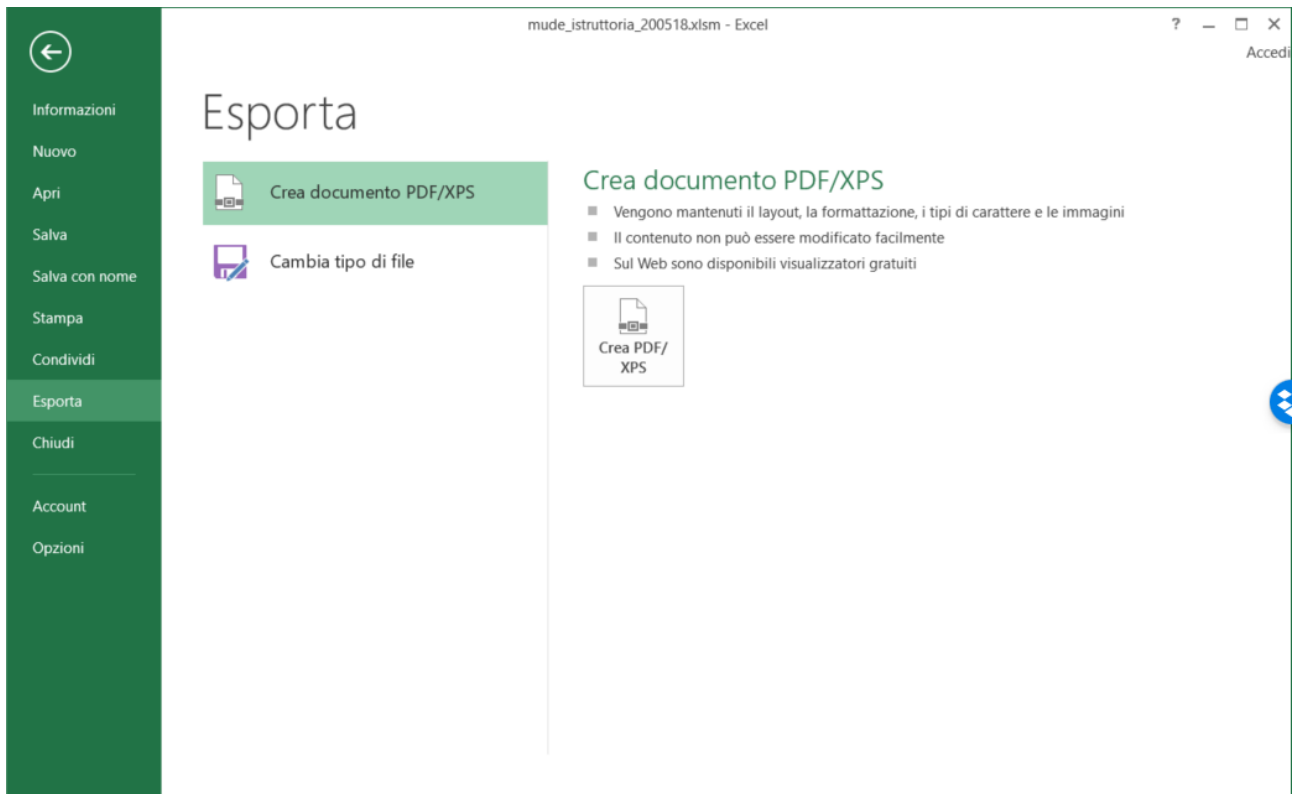 mude_istruttoria_200518.xlsm - Excel
?
Accedi
Informazioni
Nuovo
Apri
Salva
Salva con nome
Stampa
Condividi
Esporta
Chiudi
Account
Opzioni
Esporta
Crea documento PDF/XPS
Cambia tipo di file
Crea documento PDF/XPS
Vengono mantenuti il layout, la formattazione, i tipi di carattere e le immagini
Il contenuto non può essere modificato facilmente
Sul Web sono disponibili visualizzatori gratuiti
Crea PDF/
XPS